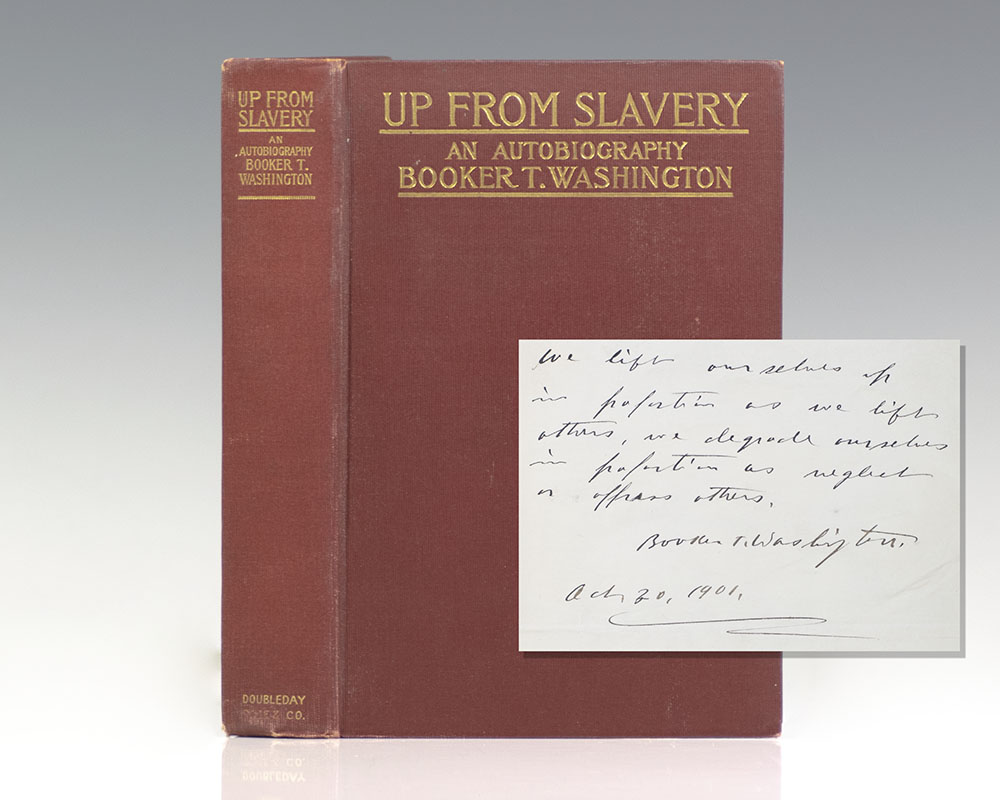 UP FROM
SLAVERY
AN
AUTOBIOGRAPHY
BOOKER T.
WASHINGTON
DOUBLEDAY
CO.
UP FROM SLAVERY
AN AUTOBIOGRAPHY
BOOKER T. WASHINGTON
We lift ourselves up
in proportion as we lift
others, we degrade ourselves
in proportion as neglect
or oppress others.
Booker T. Washington.
Oct, 20, 1901.